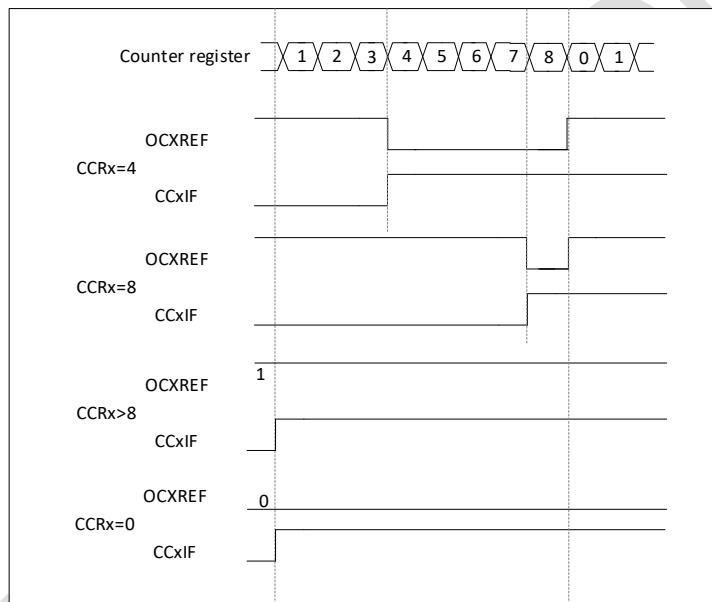 Counter register 1 2 3 4 5 6 7 8 0 1
OCXREF
CCRx=4
CCxIF
OCXREF
CCRx=8
CCxIF
1
OCXREF
CCRx>8
CCxIF
OCXREF 0
CCRx=0
CCxIF